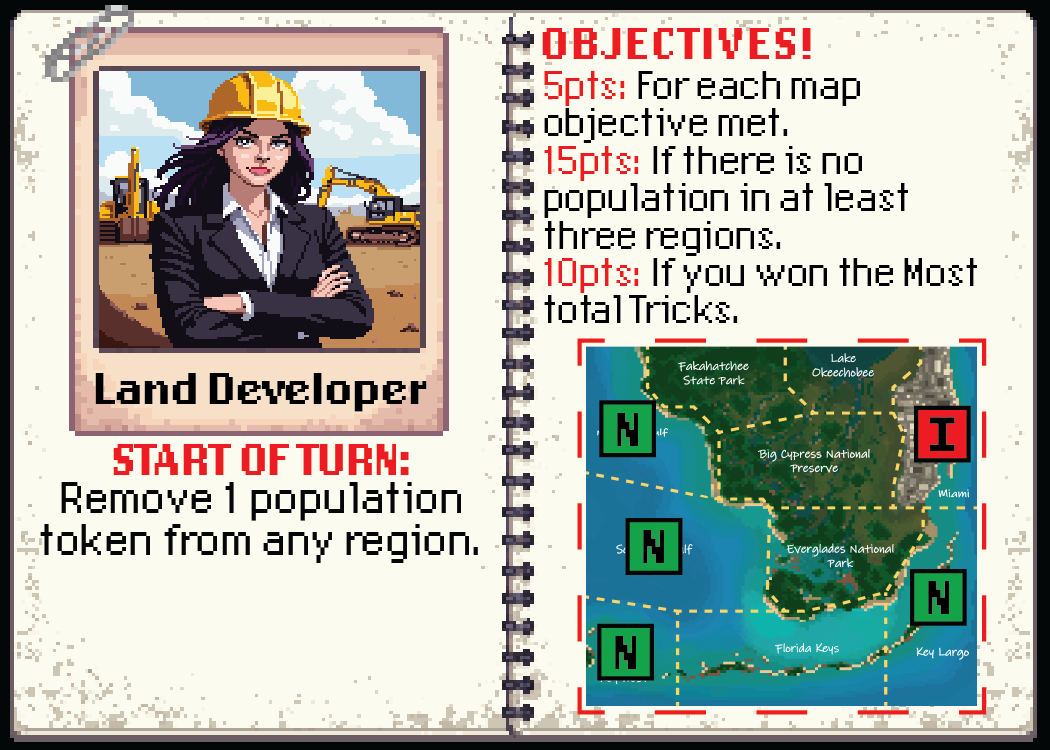 Land Developer
START OF TURN:
Remove 1 population
token from any region.
OBJECTIVES!
5pts: For each map
objective met.
15pts: If there is no
population in at least
three regions.
10pts: If you won the Most
total Tricks.
Fakahatchee
State Park
Lake
Okeechobee
N
I
Big Cypress National
Preserve
Miami
N
Everglades National
Park
N
Florida Keys
Key Largo
N